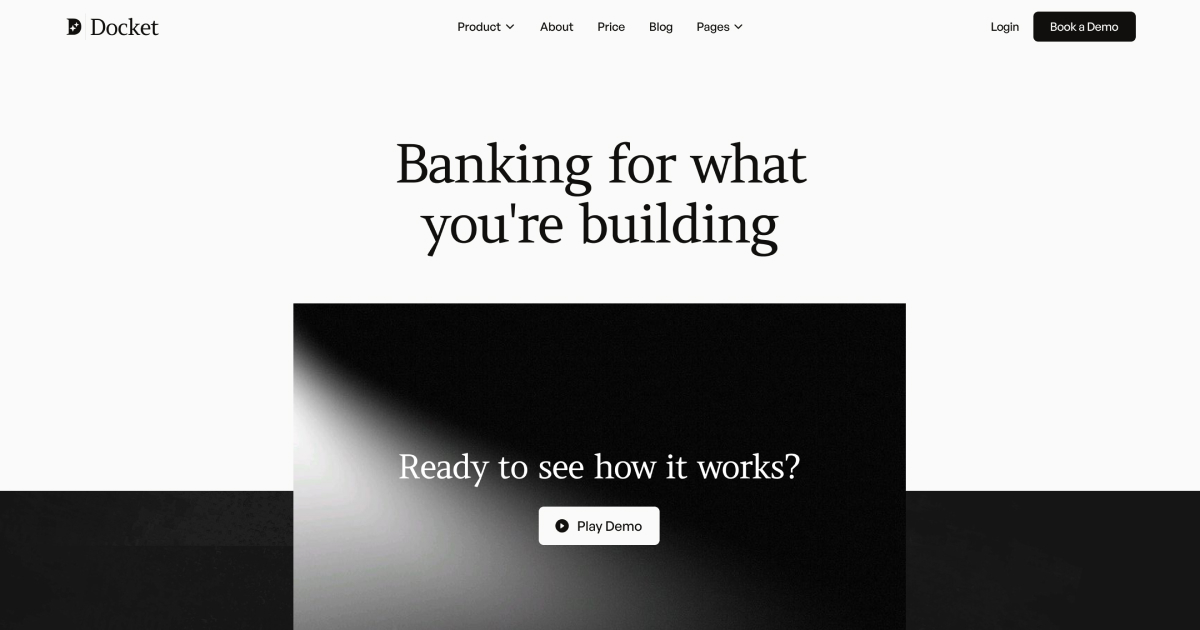 Docket
Product
About
Price
Blog
Pages
Login
Book a Demo
Banking for what
you're building
Ready to see how it works?
Play Demo